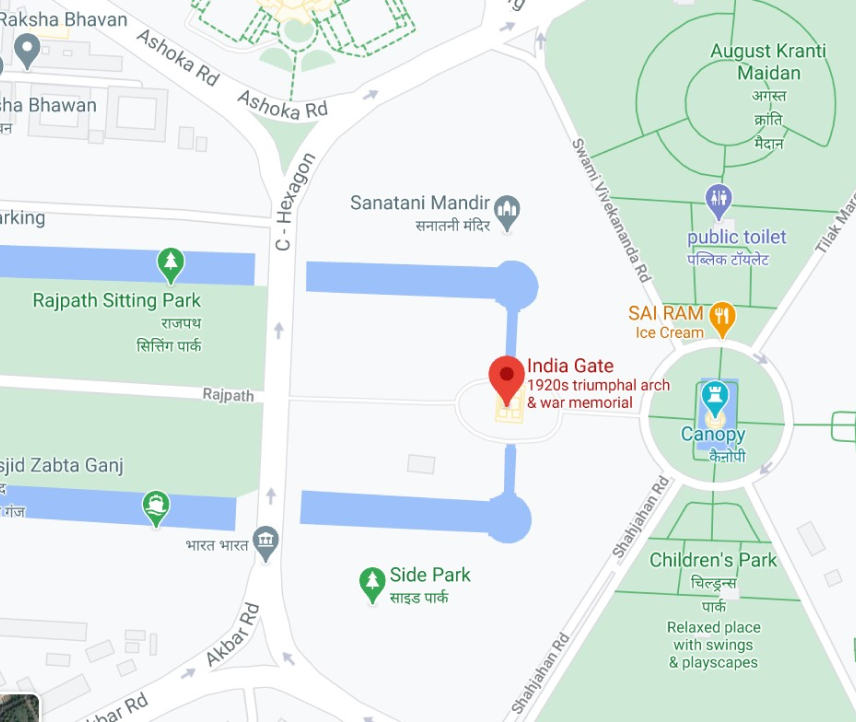 Raksha Bhavan
Ashoka Rd
August Kranti
Maidan
अगस्त
क्रांति
मैदान
sha Bhawan
वन
Ashoka Rd
Swami Vivekananda Rd
C - Hexagon
Sanatani Mandir
सनातनी मंदिर
Tilak Marg
public toilet
पब्लिक टॉयलेट
arking
Rajpath Sitting Park
राजपथ
सित्तिंग पार्क
SAI RAM
Ice Cream
India Gate
1920s triumphal arch
& war memorial
Rajpath
Canopy
कैनोपी
sjid Zabta Ganj
द
गंज
भारत भारत
Shahjahan Rd
Side Park
साइड पार्क
Children's Park
चिल्ड्रन्स
पार्क
Relaxed place
with swings
& playscapes
Akbar Rd
Shahjahan Rd
kbar Rd